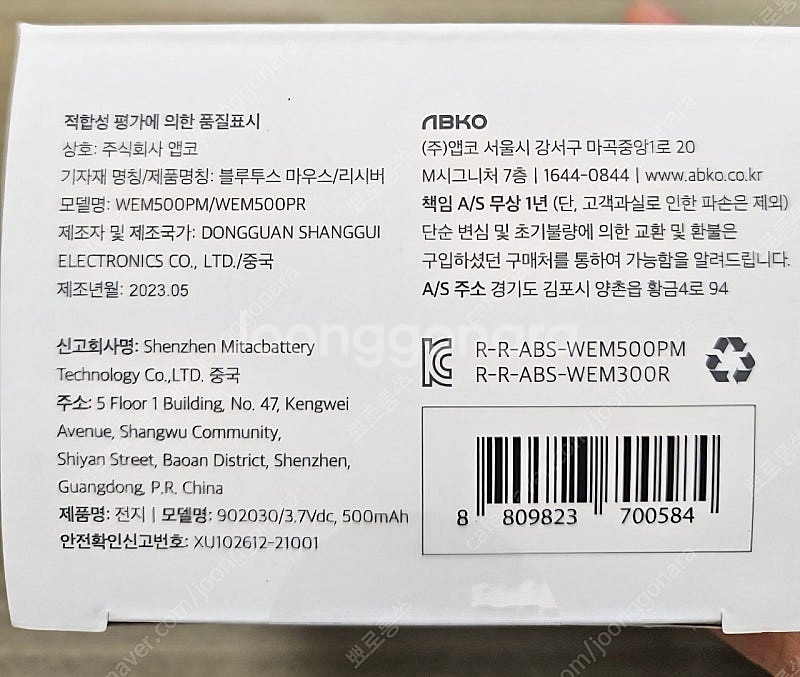 적합성 평가에 의한 품질표시
상호: 주식회사 앱코
기자재 명칭/제품명칭: 블루투스 마우스/리시버
모델명: WEM500PM/WEM500PR
제조자 및 제조국가: DONGGUAN SHANGGUI
ELECTRONICS CO., LTD./중국
제조년월: 2023.05
신고회사명: Shenzhen Mitacbattery
Technology Co.,LTD. 중국
주소: 5 Floor 1 Building, No. 47, Kengwei
Avenue, Shangwu Community,
Shiyan Street, Baoan District, Shenzhen,
Guangdong, P.R. China
제품명: 전지 | 모델명: 902030/3.7Vdc, 500mAh
안전확인신고번호: XU102612-21001
ABKO
(주)앱코 서울시 강서구 마곡중앙1로 20
M시그니처 7층 | 1644-0844 | www.abko.co.kr
책임 A/S 무상 1년 (단, 고객과실로 인한 파손은 제외)
단순 변심 및 초기불량에 의한 교환 및 환불은
구입하셨던 구매처를 통하여 가능함을 알려드립니다.
A/S 주소 경기도 김포시 양촌읍 황금4로 94
R-R-ABS-WEM500PM
R-R-ABS-WEM300R
8 809823 700584
joonggonara